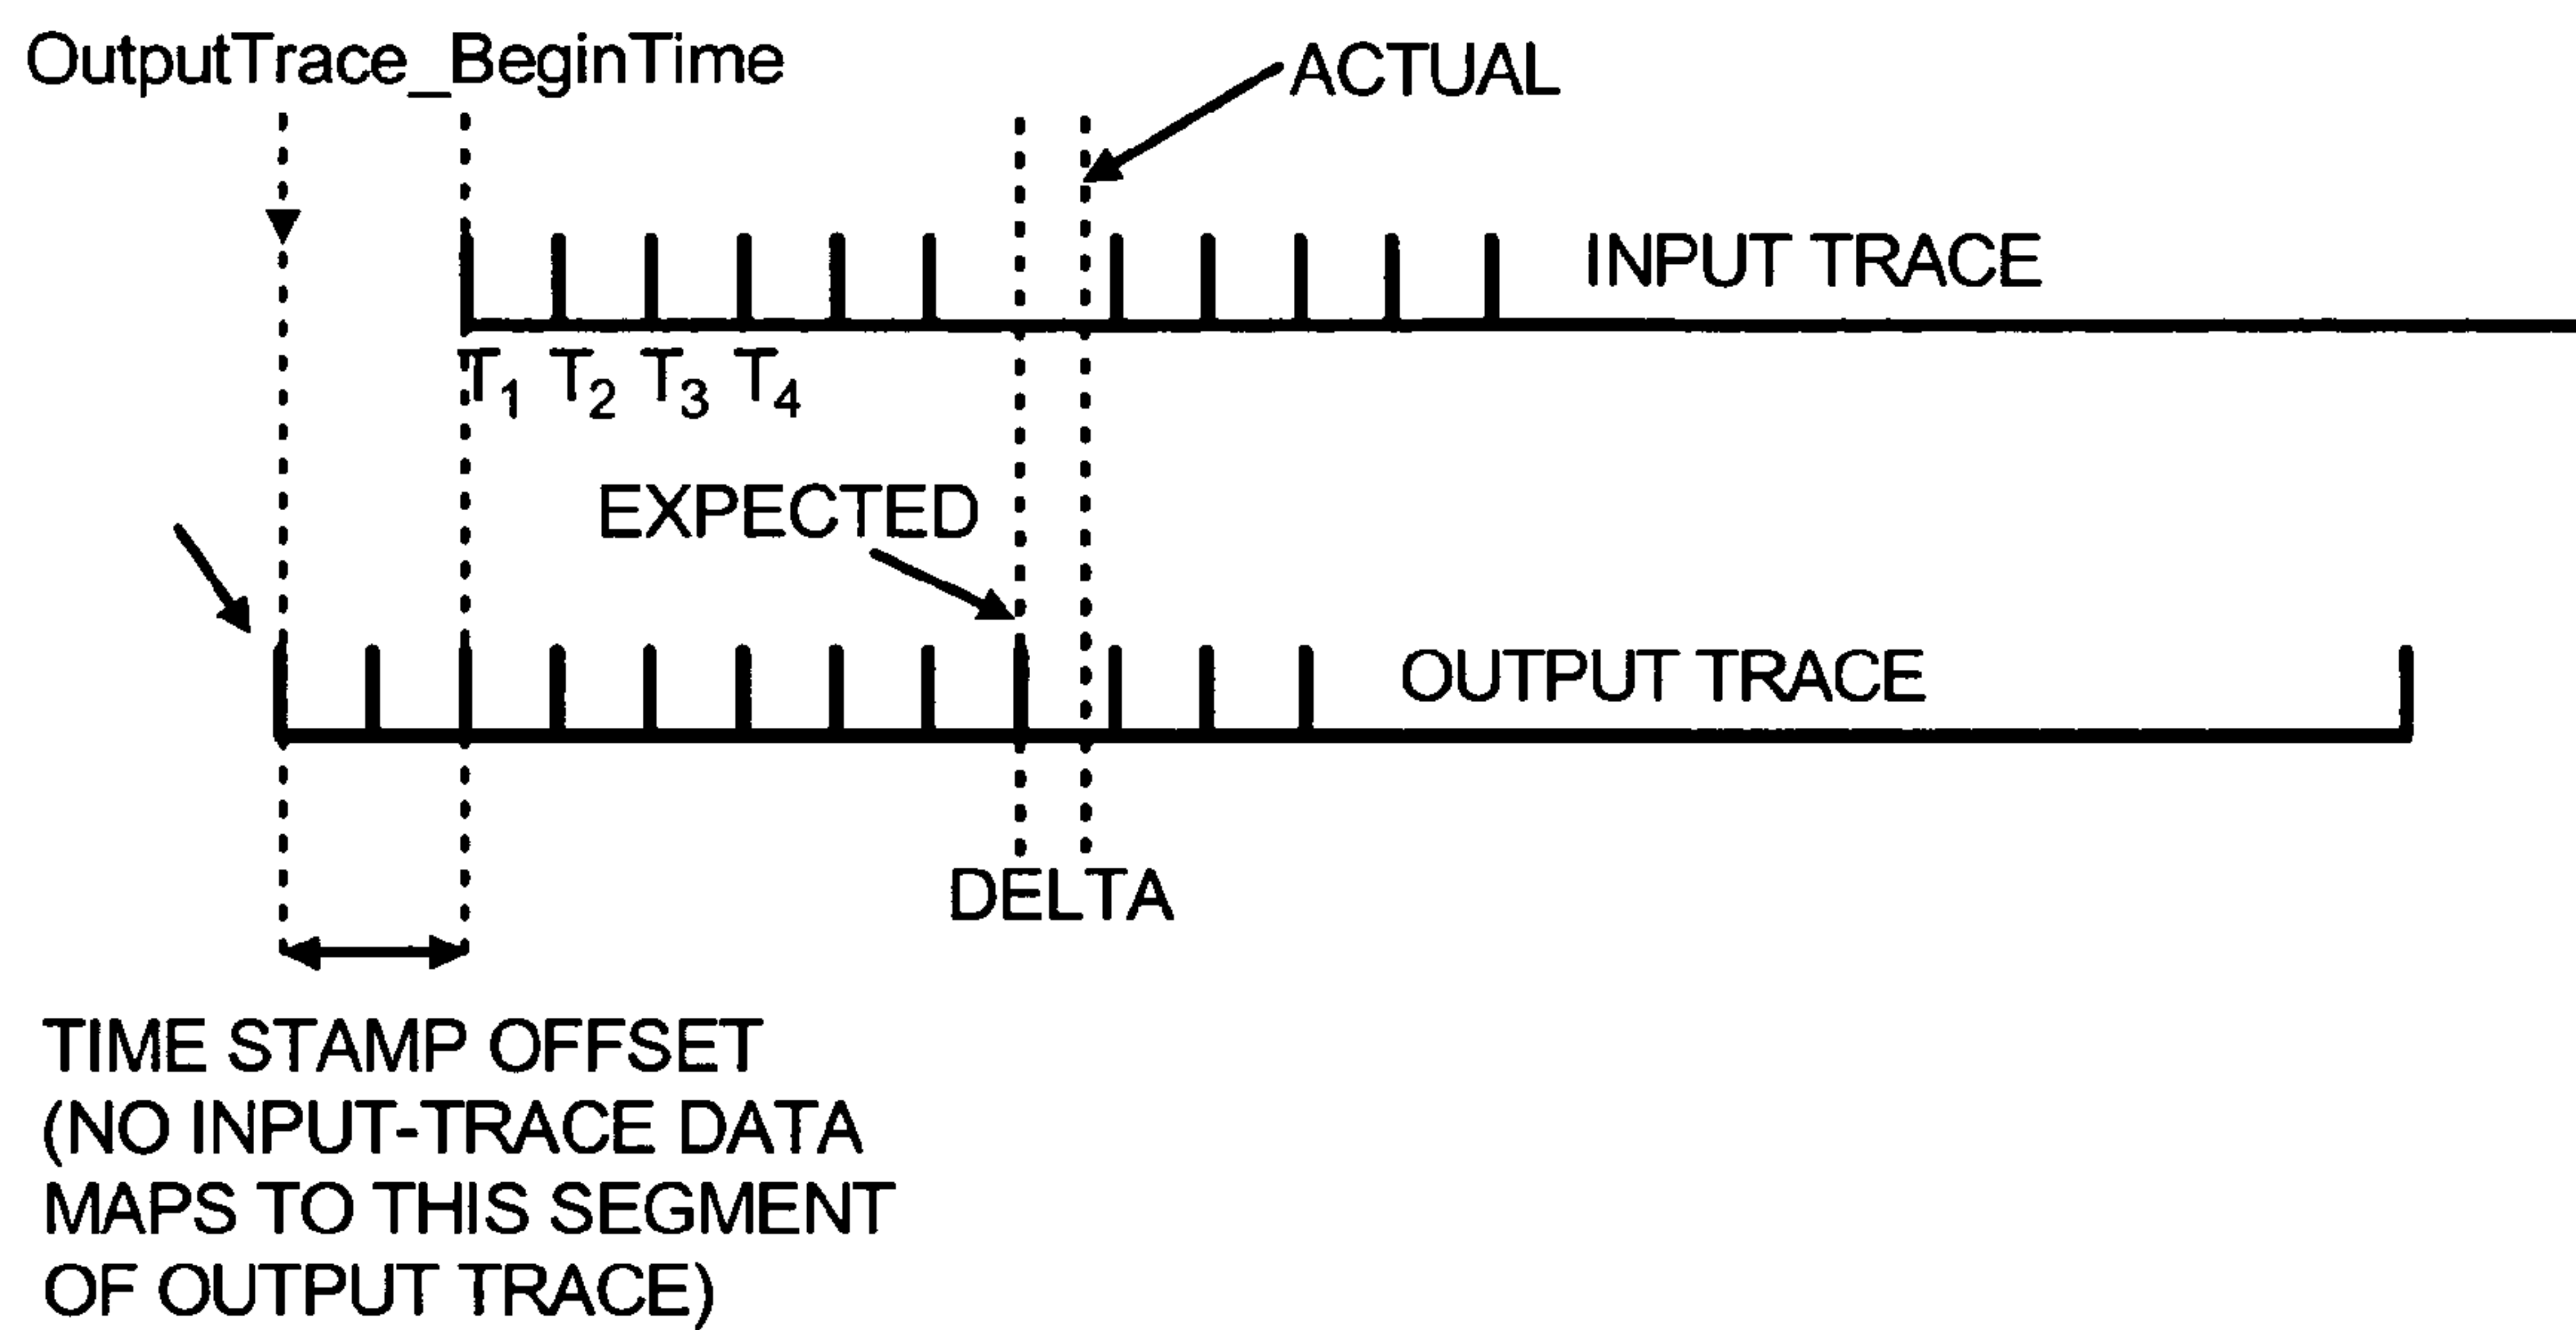 OutputTrace_BeginTime
ACTUAL
INPUT TRACE
T1 T2 T3 T4
EXPECTED
OUTPUT TRACE
DELTA
TIME STAMP OFFSET
(NO INPUT-TRACE DATA
MAPS TO THIS SEGMENT
OF OUTPUT TRACE)